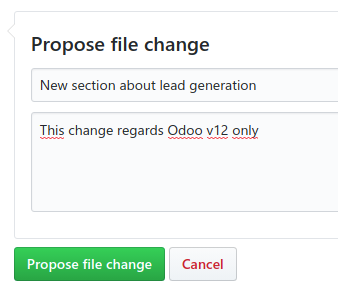 Propose file change
New section about lead generation
This change regards Odoo v12 only
Propose file change
Cancel